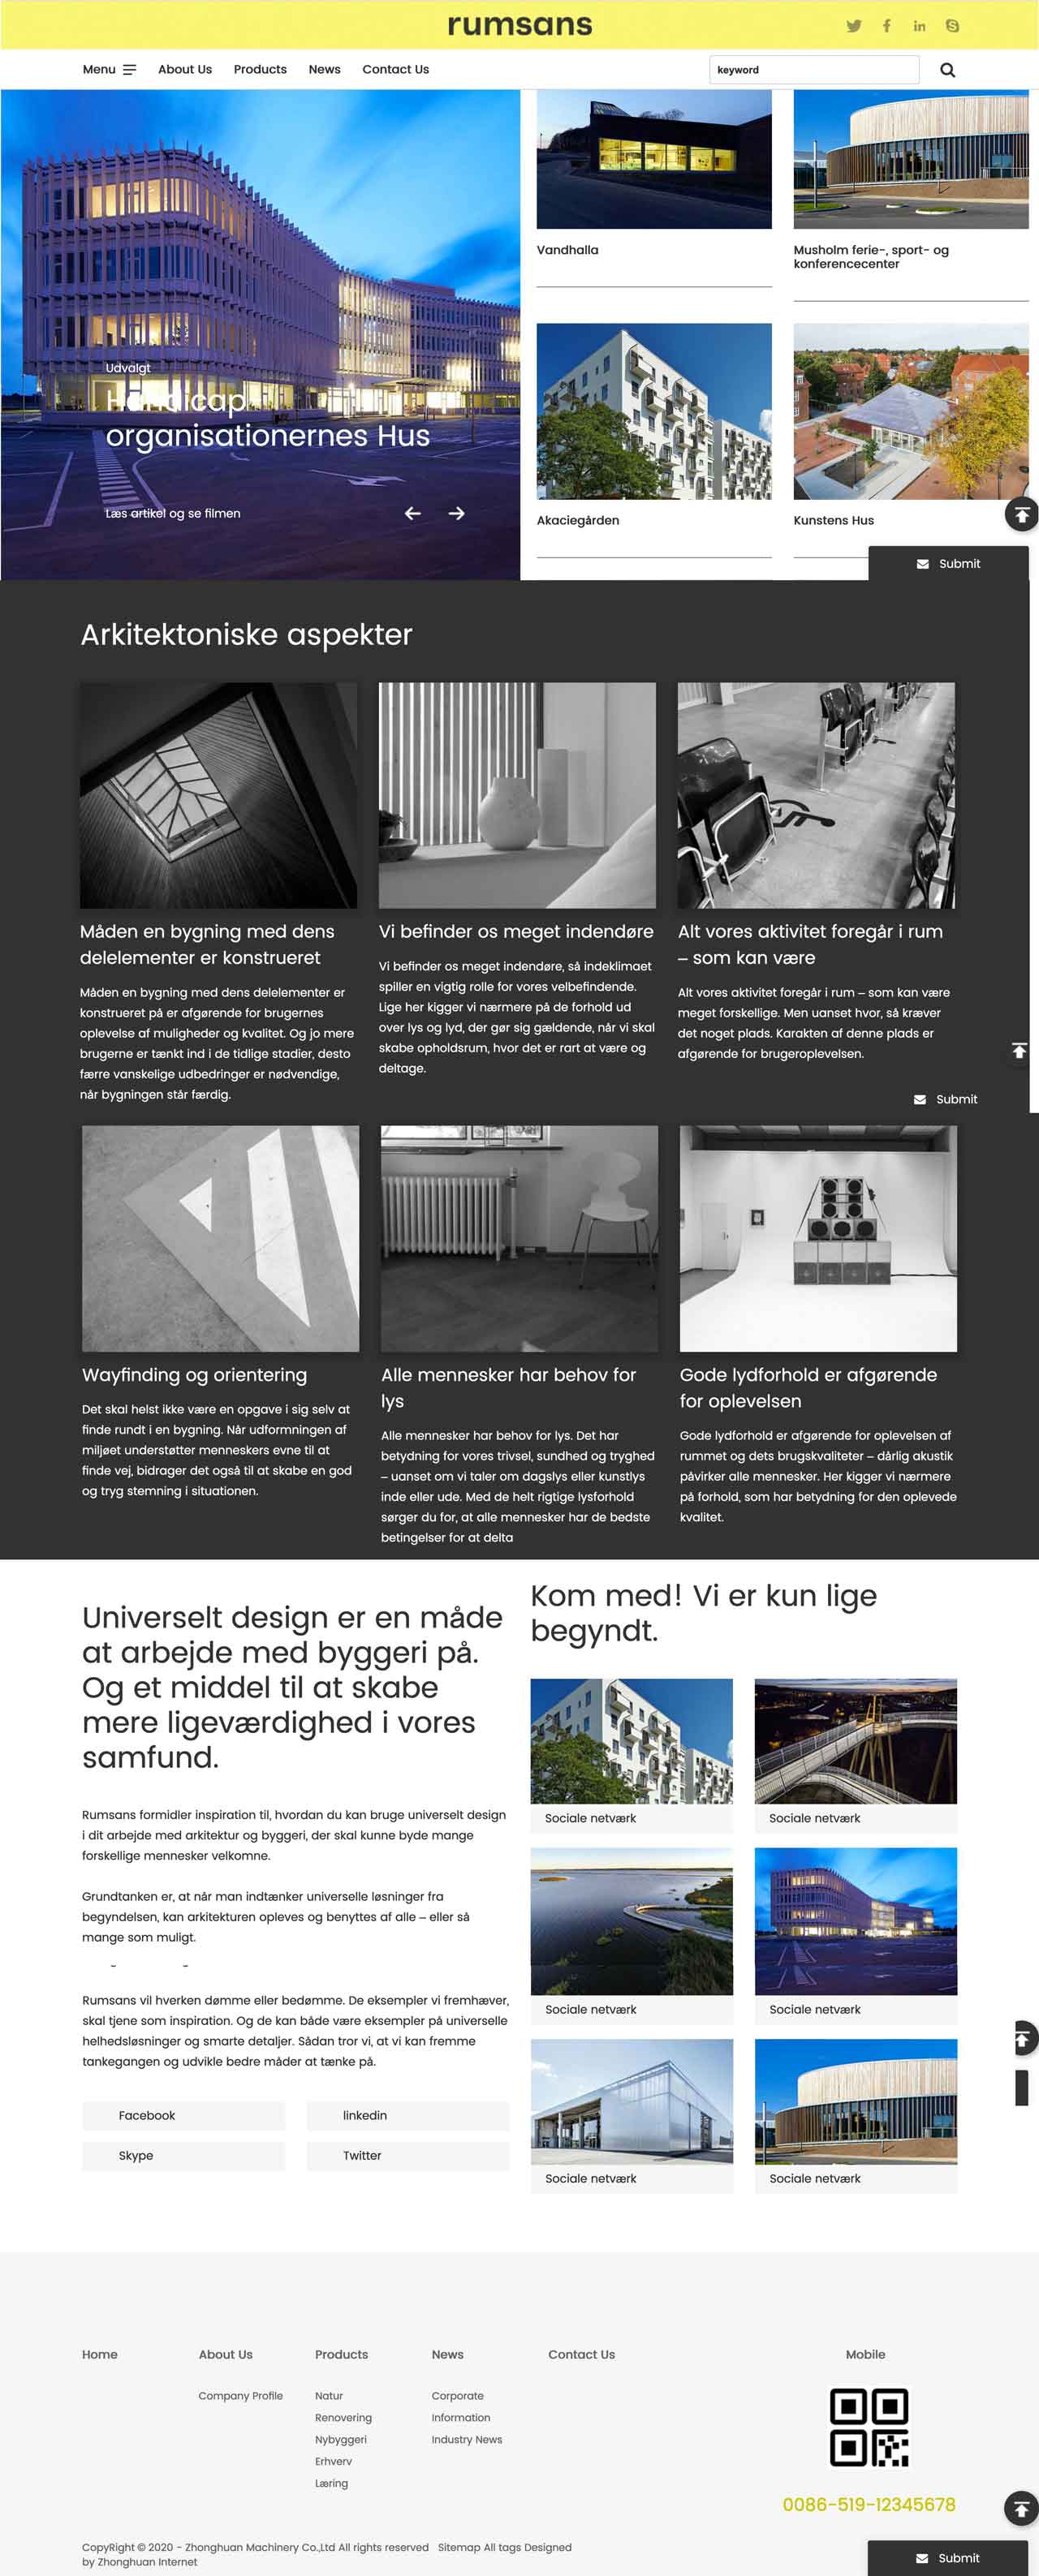 rumsans
Menu About Us Products News Contact Us
keyword
Udvalgt
Handicap
organisationernes Hus
Læs artikel og se filmen
Vandhalla
Musholm ferie-, sport- og
konferencecenter
Akaciegården
Kunstens Hus
Submit
Arkitektoniske aspekter
Måden en bygning med dens
delelementer er konstrueret
Måden en bygning med dens delelementer er
konstrueret på er afgørende for brugernes
oplevelse af muligheder og kvalitet. Og jo mere
brugerne er tænkt ind i de tidlige stadier, desto
færre vanskelige udbedringer er nødvendige,
når bygningen står færdig.
Vi befinder os meget indendøre
Vi befinder os meget indendøre, så indeklimaet
spiller en vigtig rolle for vores velbefindende.
Lige her kigger vi nærmere på de forhold ud
over lys og lyd, der gør sig gældende, når vi skal
skabe opholdsrum, hvor det er rart at være og
deltage.
Alt vores aktivitet foregår i rum
– som kan være
Alt vores aktivitet foregår i rum – som kan være
meget forskellige. Men uanset hvor, så kræver
det noget plads. Karakten af denne plads er
afgørende for brugeroplevelsen.
Submit
Wayfinding og orientering
Det skal helst ikke være en opgave i sig selv at
finde rundt i en bygning. Når udformningen af
miljøet understøtter menneskers evne til at
finde vej, bidrager det også til at skabe en god
og tryg stemning i situationen.
Alle mennesker har behov for
lys
Alle mennesker har behov for lys. Det har
betydning for vores trivsel, sundhed og tryghed
– uanset om vi taler om dagslys eller kunstlys
inde eller ude. Med de helt rigtige lysforhold
sørger du for, at alle mennesker har de bedste
betingelser for at delta
Gode lydforhold er afgørende
for oplevelsen
Gode lydforhold er afgørende for oplevelsen af
rummet og dets brugskvaliteter – dårlig akustik
påvirker alle mennesker. Her kigger vi nærmere
på forhold, som har betydning for den oplevede
kvalitet.
Universelt design er en måde
at arbejde med byggeri på.
Og et middel til at skabe
mere ligeværdighed i vores
samfund.
Rumsans formidler inspiration til, hvordan du kan bruge universelt design
i dit arbejde med arkitektur og byggeri, der skal kunne byde mange
forskellige mennesker velkomne.
Grundtanken er, at når man indtænker universelle løsninger fra
begyndelsen, kan arkitekturen opleves og benyttes af alle – eller så
mange som muligt.
Rumsans vil hverken dømme eller bedømme. De eksempler vi fremhæver,
skal tjene som inspiration. Og de kan både være eksempler på universelle
helhedsløsninger og smarte detaljer. Sådan tror vi, at vi kan fremme
tankegangen og udvikle bedre måder at tænke på.
Facebook linkedin
Skype Twitter
Kom med! Vi er kun lige
begyndt.
Sociale netværk Sociale netværk
Sociale netværk Sociale netværk
Sociale netværk Sociale netværk
Home About Us Products News Contact Us Mobile
Company Profile
Natur
Renovering
Nybyggeri
Erhverv
Læring
Corporate
Information
Industry News
0086-519-12345678
CopyRight © 2020 - Zhonghuan Machinery Co.,Ltd All rights reserved Sitemap All tags Designed
by Zhonghuan Internet
Submit